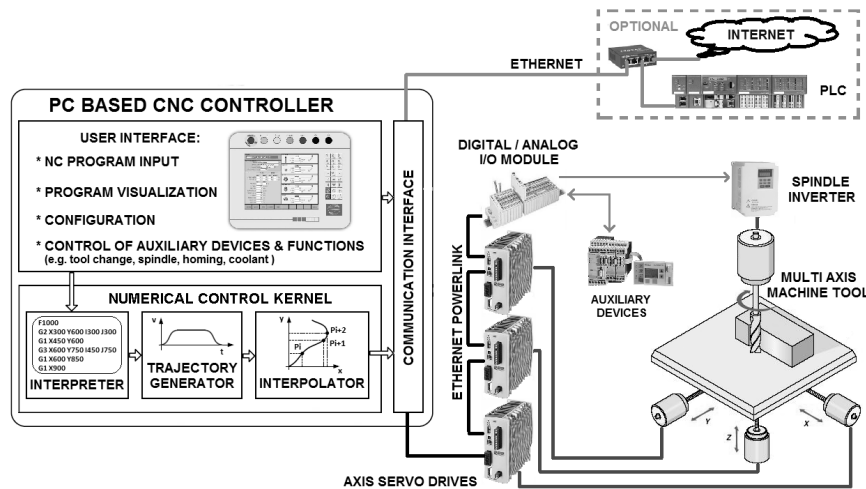 OPTIONAL
INTERNET
ETHERNET
PLC
PC BASED CNC CONTROLLER
USER INTERFACE:
* NC PROGRAM INPUT
* PROGRAM VISUALIZATION
* CONFIGURATION
* CONTROL OF AUXILIARY DEVICES & FUNCTIONS
(e.g. tool change, spindle, homing, coolant )
NUMERICAL CONTROL KERNEL
F1000
G2 X300 Y600 I300 J300
G1 X450 Y600
G3 X600 Y750 I450 J750
G1 X600 Y850
G1 X900
INTERPRETER
v
t
TRAJECTORY
GENERATOR
Y
Pi+2
Pi
Pi+1
x
INTERPOLATOR
COMMUNICATION INTERFACE
DIGITAL / ANALOG
I/O MODULE
ETHERNET POWERLINK
AUXILIARY
DEVICES
SPINDLE
INVERTER
MULTI AXIS
MACHINE TOOL
Y
Z
X
AXIS SERVO DRIVES